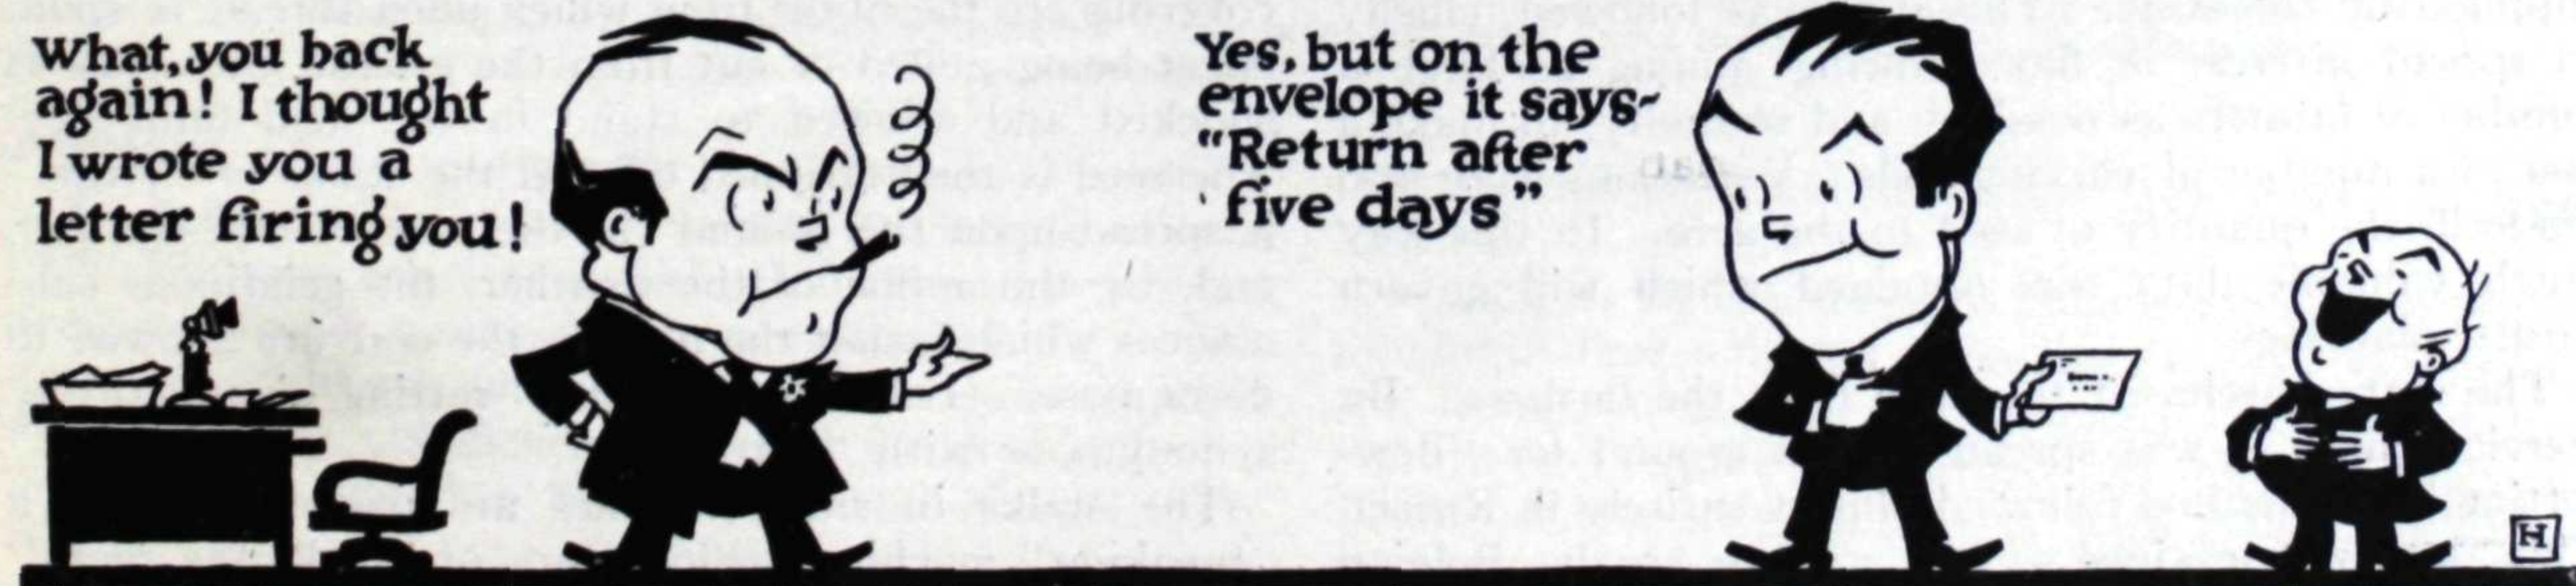 What, you back
again! I thought
I wrote you a
letter firing you!
Yes, but on the
envelope it says-
"Return after
five days"
H